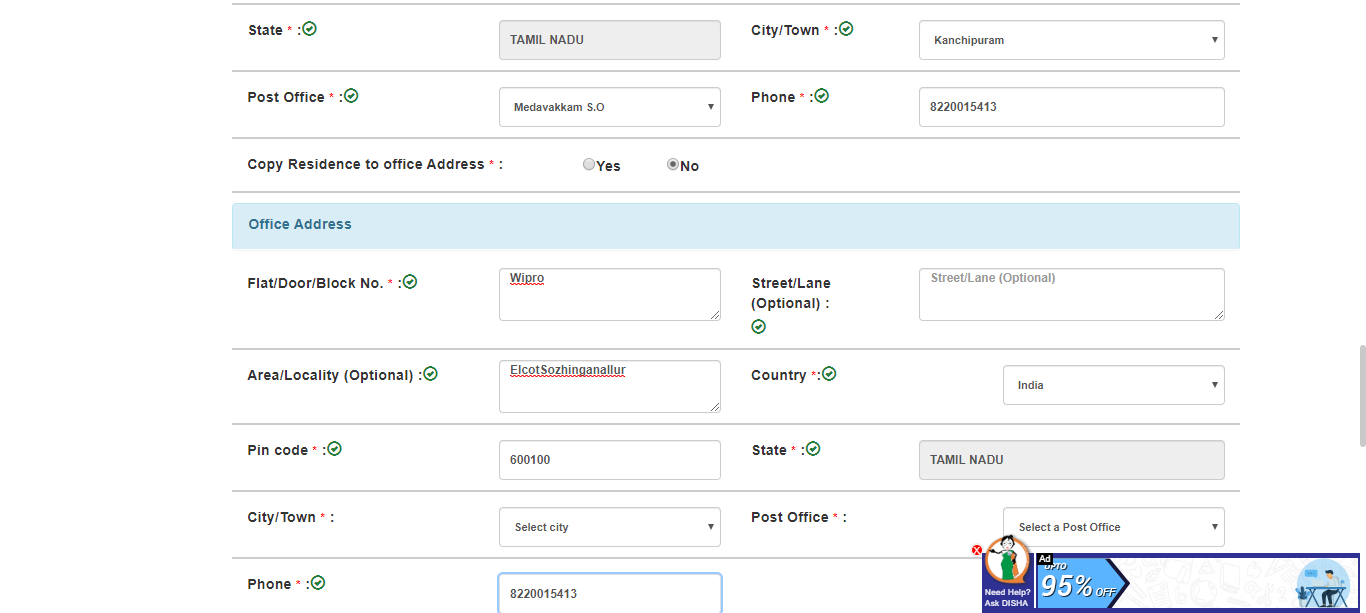 State * :
TAMIL NADU
City/Town * :
Kanchipuram
Post Office * :
Medavakkam S.O
Phone * :
8220015413
Copy Residence to office Address * :
Yes
No
Office Address
Flat/Door/Block No. * :
Wipro
Street/Lane
(Optional) :
Street/Lane (Optional)
Area/Locality (Optional) :
ElcotSozhinganallur
Country *:
India
Pin code * :
600100
State * :
TAMIL NADU
City/Town * :
Select city
Post Office * :
Select a Post Office
Phone * :
8220015413
Need Help?
Ask DISHA
Ad
UPTO
95% OFF